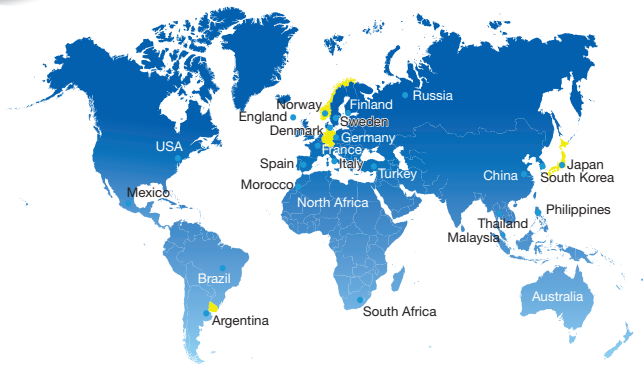 Norway
Finland
Russia
England
Sweden
Denmark
Germany
USA
France
Spain
Italy
Japan
Turkey
China
South Korea
Morocco
Mexico
North Africa
Philippines
Thailand
Malaysia
Brazil
Australia
South Africa
Argentina